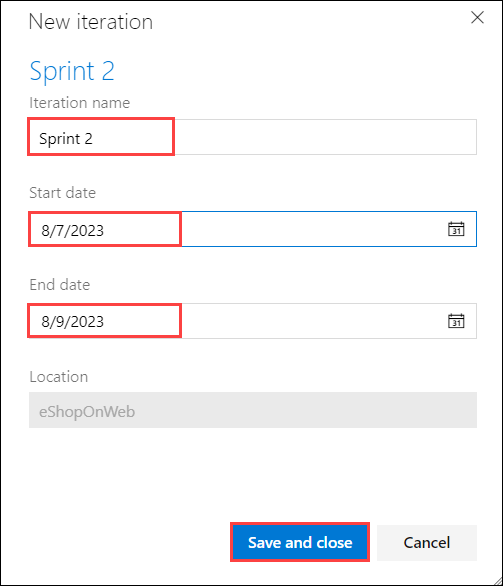 New iteration
Sprint 2
Iteration name
Sprint 2
Start date
8/7/2023
31
End date
8/9/2023
31
Location
eShopOnWeb
Save and close
Cancel